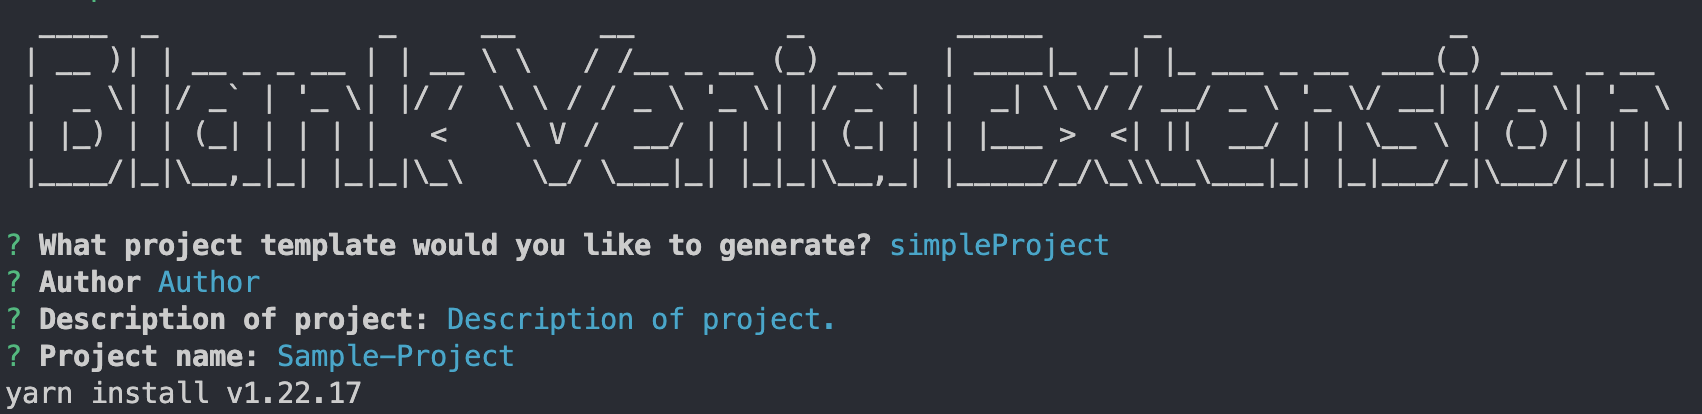 Blank Venia Extension
? What project template would you like to generate? simpleProject
? Author Author
? Description of project: Description of project.
? Project name: Sample-Project
yarn install v1.22.17